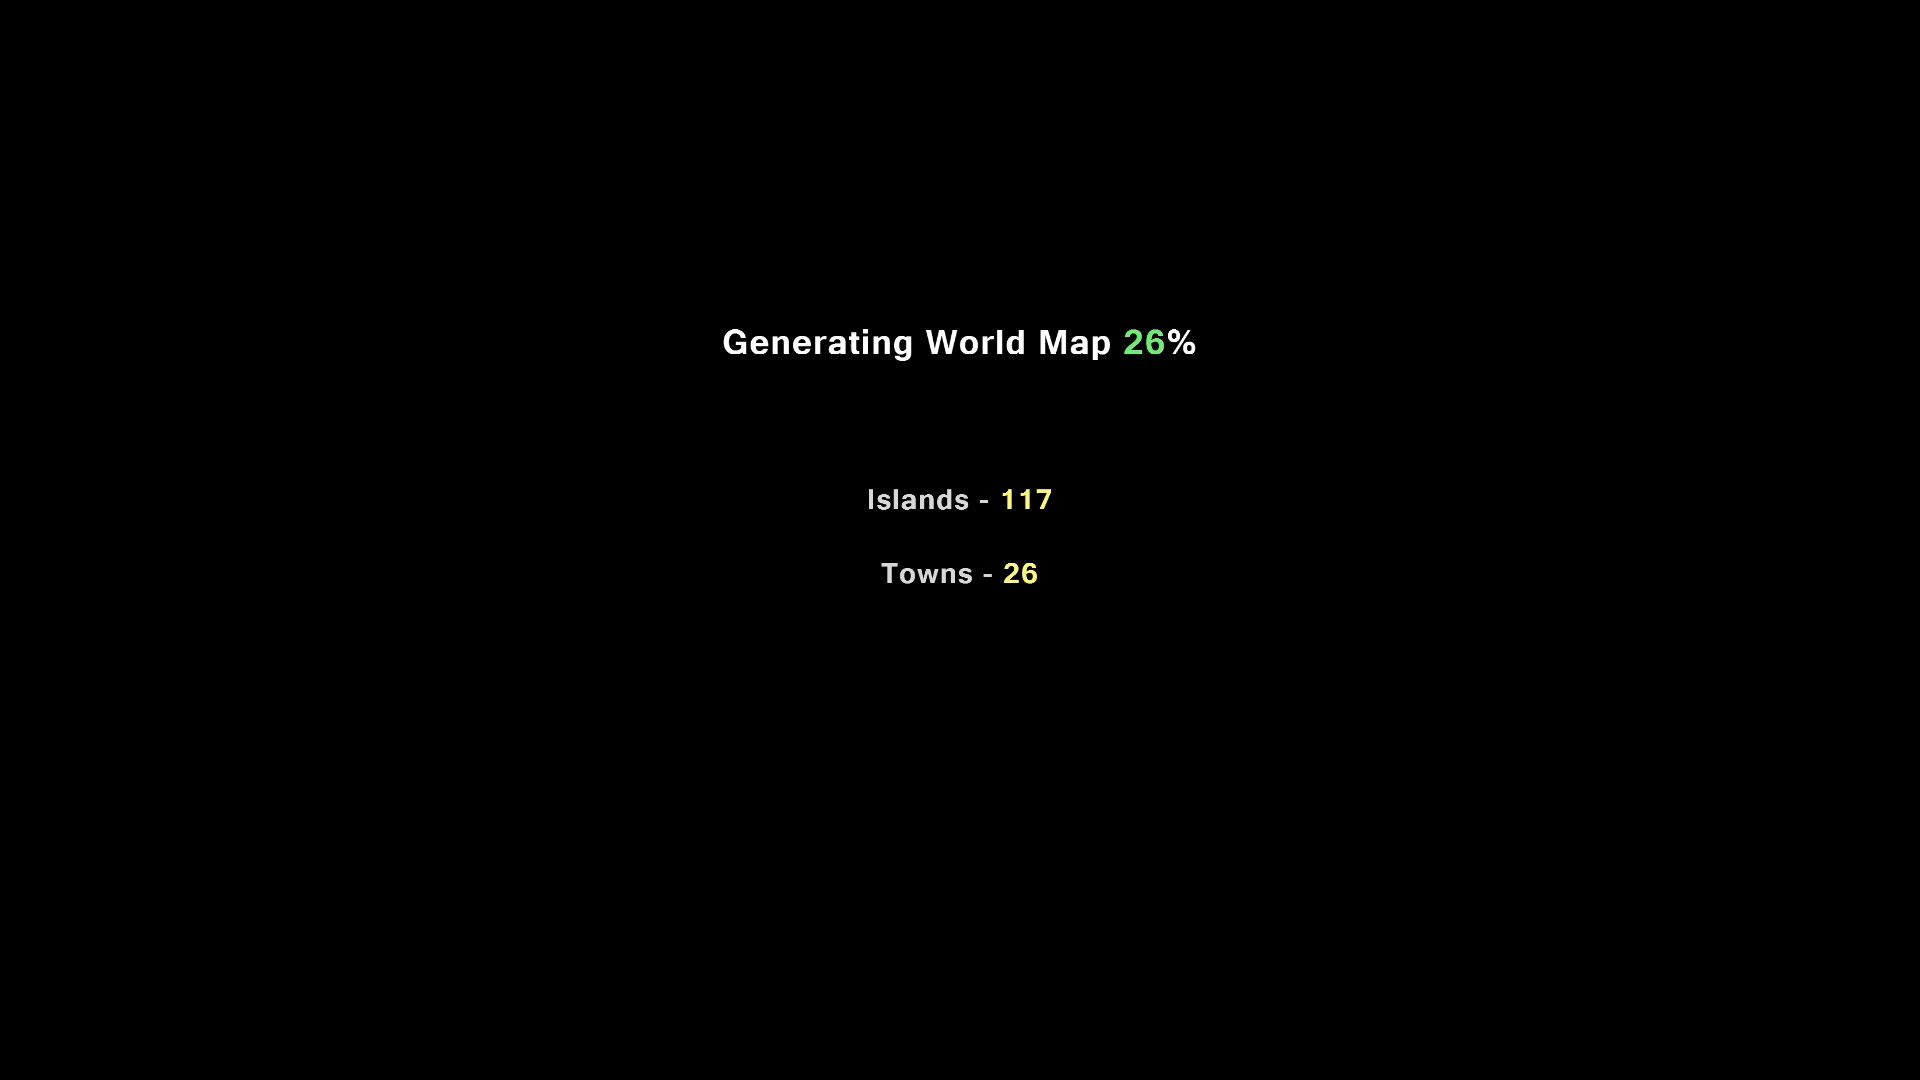 Generating World Map 26%
Islands - 117
Towns - 26